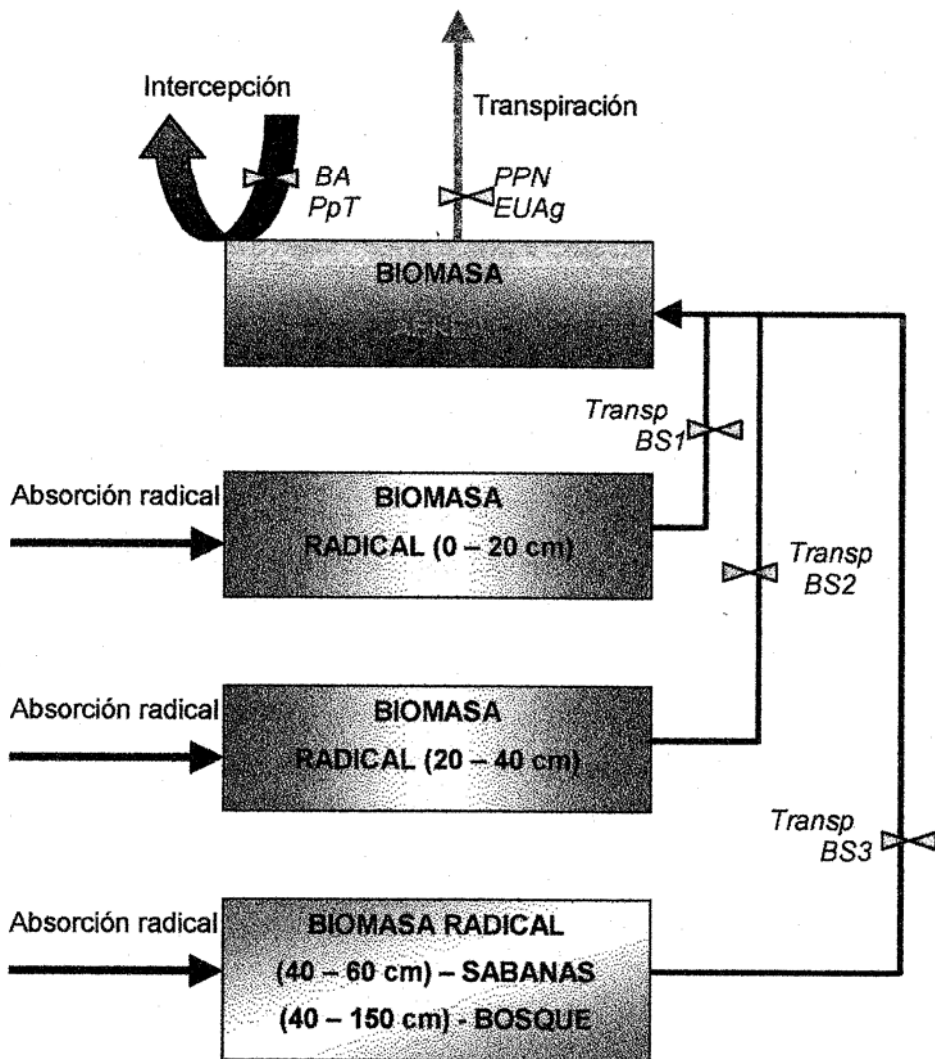 Intercepción
Transpiración
BA
PpT
PPN
EUAg
BIOMASA
Transp
BS1
Absorción radical
BIOMASA
RADICAL (0 – 20 cm)
Transp
BS2
Absorción radical
BIOMASA
RADICAL (20 – 40 cm)
Transp
BS3
Absorción radical
BIOMASA RADICAL
(40 – 60 cm) – SABANAS
(40 – 150 cm) - BOSQUE